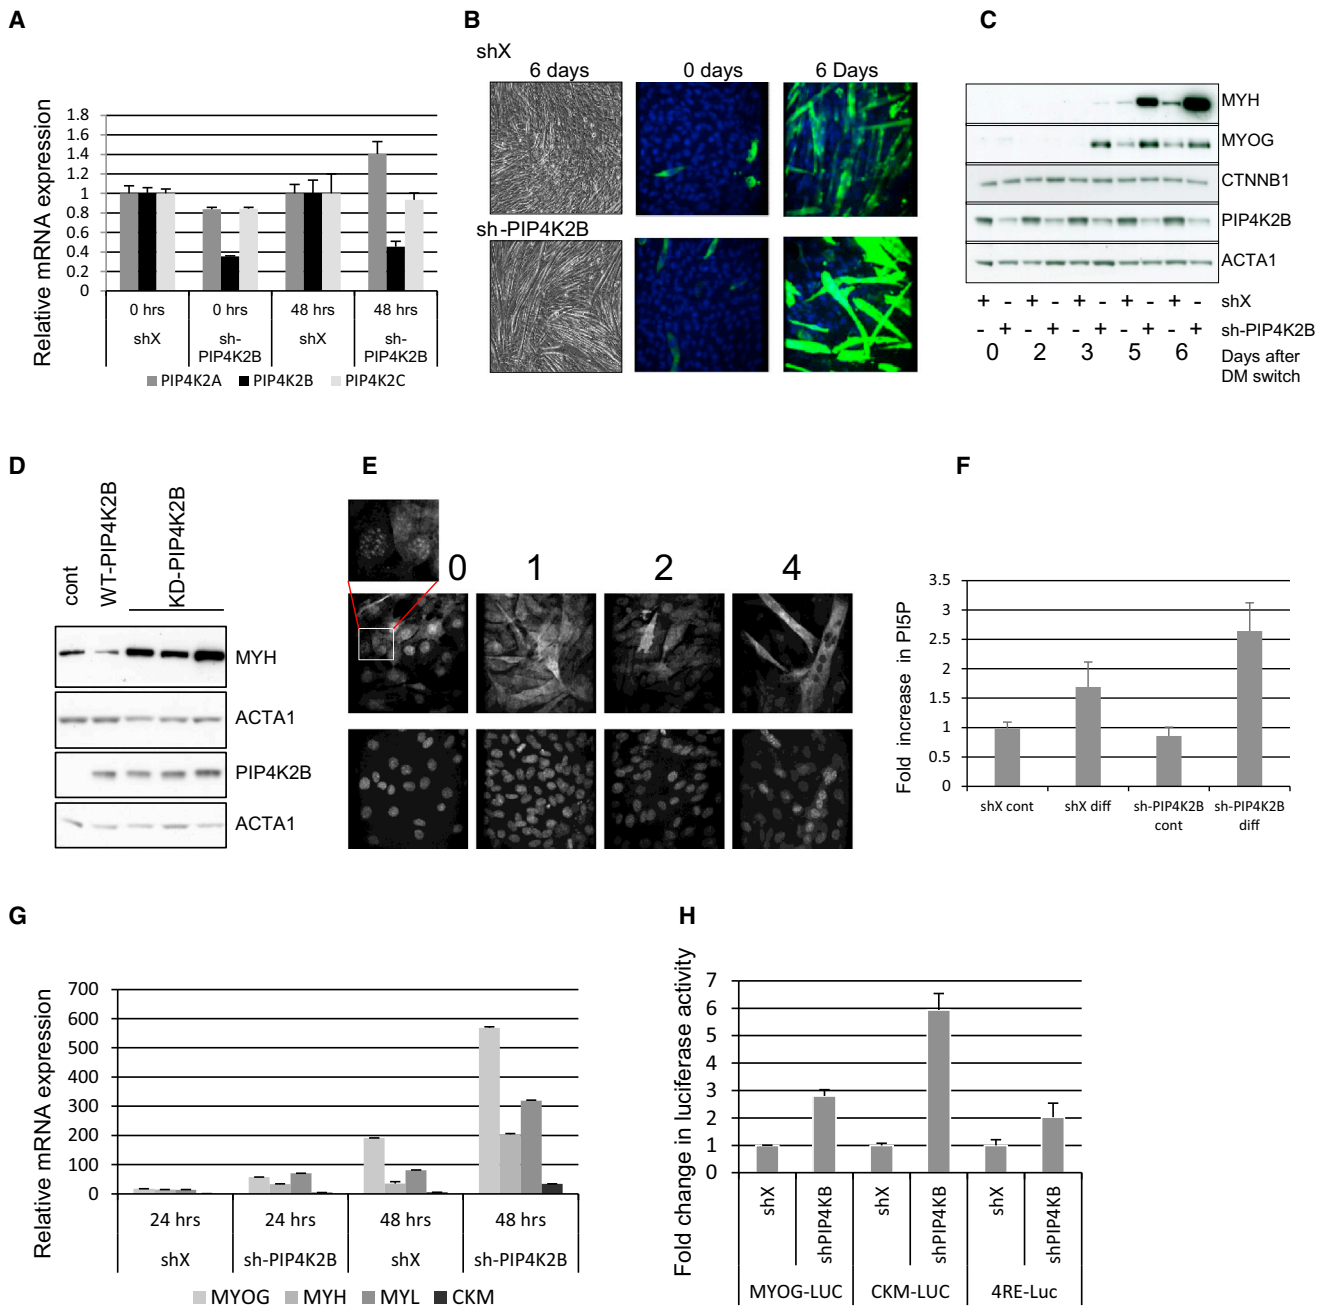 A
Relative mRNA expression
1.8
1.6
1.4
1.2
1
0.8
0.6
0.4
0.2
0
0 hrs
0 hrs
48 hrs
48 hrs
shX
sh-PIP4K2B
shX
sh-PIP4K2B
PIP4K2A
PIP4K2B
PIP4K2C
B
shX
6 days
0 days
6 Days
sh-PIP4K2B
C
MYH
MYOG
CTNNB1
PIP4K2B
ACTA1
+ - + - + - + - + - shX
- + - + - + - + - + sh-PIP4K2B
0 2 3 5 6 Days after
DM switch
D
cont
WT-PIP4K2B
KD-PIP4K2B
MYH
ACTA1
PIP4K2B
ACTA1
E
0 1 2 4
F
Fold increase in PI5P
3.5
3
2.5
2
1.5
1
0.5
0
shX cont
shX diff
sh-PIP4K2B
cont
sh-PIP4K2B
diff
G
Relative mRNA expression
700
600
500
400
300
200
100
0
24 hrs
24 hrs
48 hrs
48 hrs
shX
sh-PIP4K2B
shX
sh-PIP4K2B
MYOG
MYH
MYL
CKM
H
Fold change in luciferase activity
7
6
5
4
3
2
1
0
shX
shPIP4KB
shX
shPIP4KB
shX
shPIP4KB
MYOG-LUC
CKM-LUC
4RE-Luc